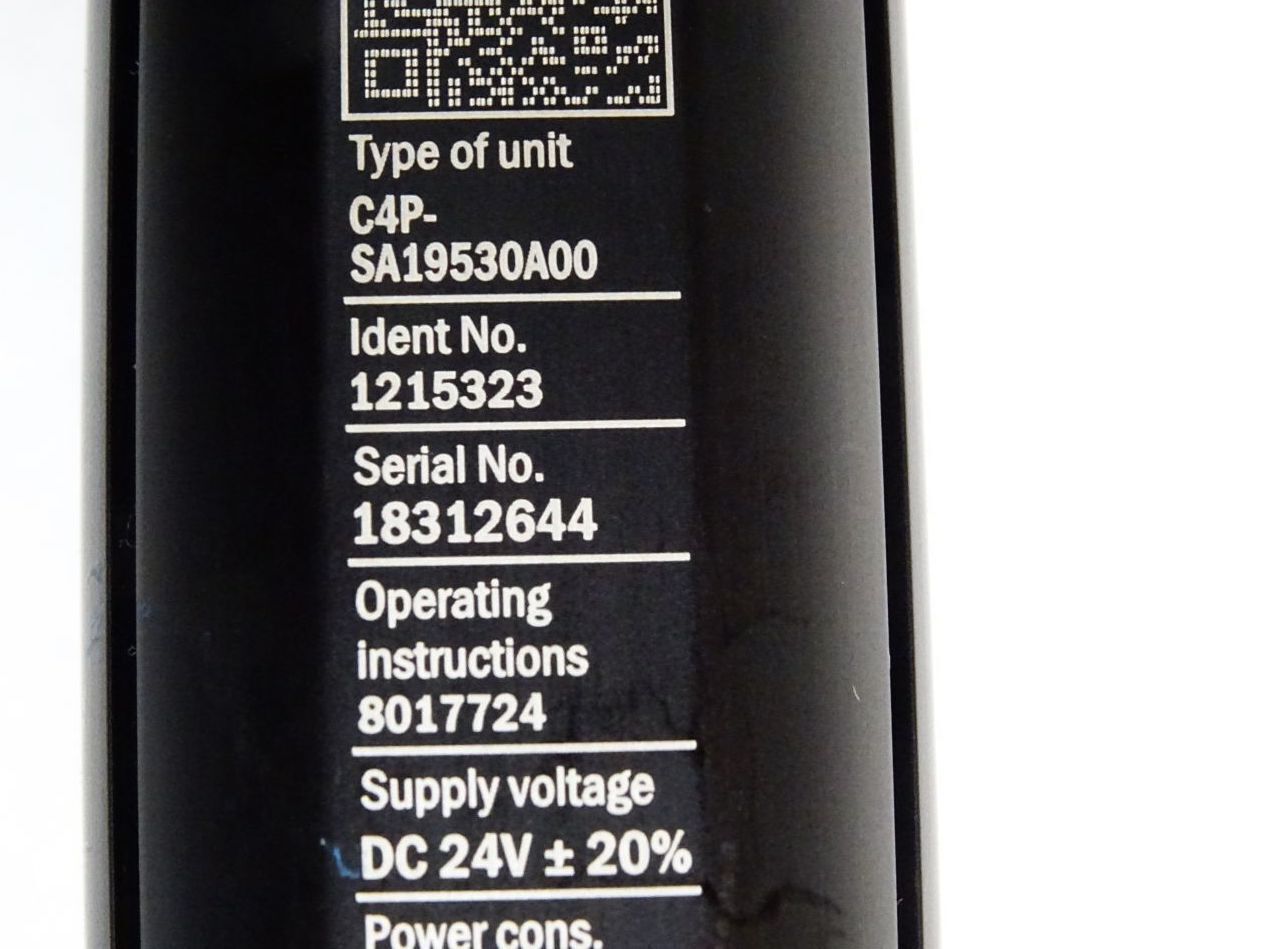 Type of unit
C4P-
SA19530A00
Ident No.
1215323
Serial No.
18312644
Operating
instructions
8017724
Supply voltage
DC 24V ± 20%
Power cons.